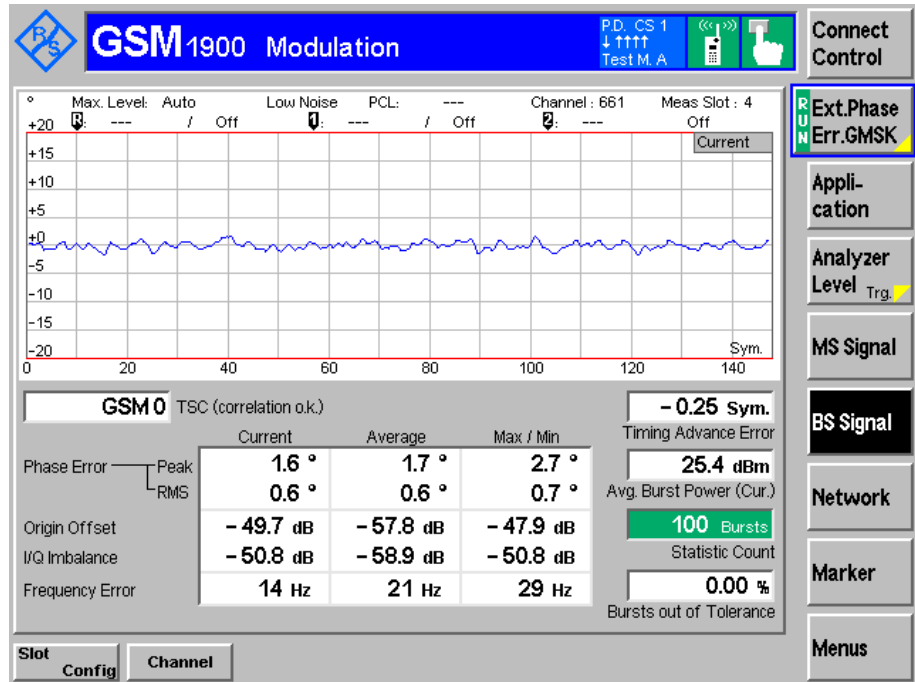 R&S
GSM 1900 Modulation
P.D. CS 1
↓ ↑↑↑↑
Test M. A
Connect Control
° Max. Level: Auto Low Noise PCL: --- Channel : 661 Meas Slot : 4
R: --- / Off 1: --- / Off 2: --- Off
RUN
Ext.Phase Err.GMSK
+20
Current
+15
+10
+5
±0
−5
−10
−15
−20
Sym.
0 20 40 60 80 100 120 140
Appli-
cation
Analyzer
Level Trg.
MS Signal
BS Signal
Network
Marker
Menus
GSM 0 TSC (correlation o.k.)
− 0.25 Sym.
Timing Advance Error
Current Average Max / Min
Phase Error Peak 1.6 ° 1.7 ° 2.7 °
RMS 0.6 ° 0.6 ° 0.7 °
25.4 dBm
Avg. Burst Power (Cur.)
Origin Offset − 49.7 dB − 57.8 dB − 47.9 dB
100 Bursts
Statistic Count
I/Q Imbalance − 50.8 dB − 58.9 dB − 50.8 dB
Frequency Error 14 Hz 21 Hz 29 Hz
0.00 %
Bursts out of Tolerance
Slot
Config
Channel